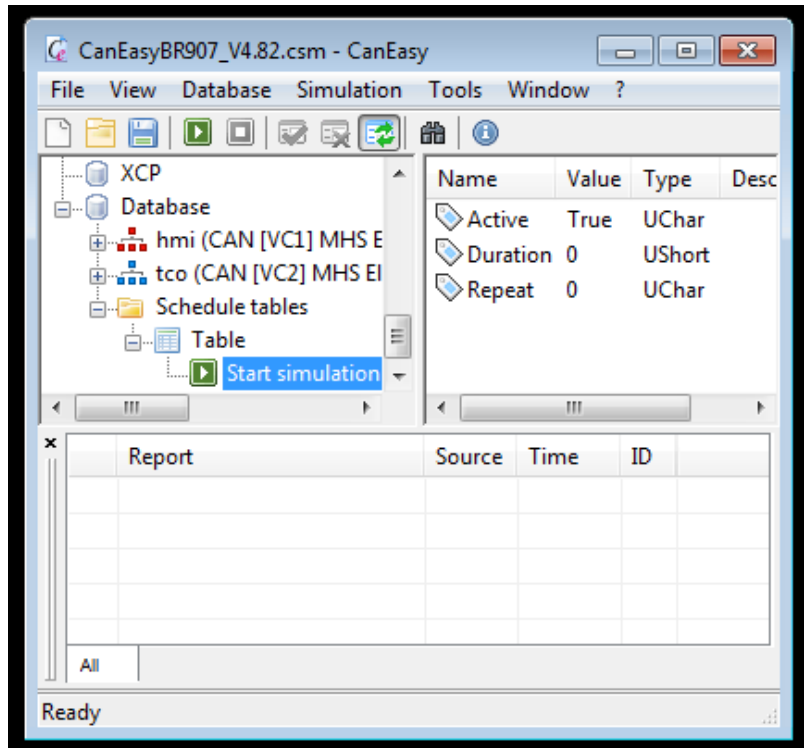 CanEasyBR907_V4.82.csm - CanEasy
File View Database Simulation Tools Window ?
XCP
Database
hmi (CAN [VC1] MHS E
tco (CAN [VC2] MHS El
Schedule tables
Table
Start simulation
Name Value Type Desc
Active True UChar
Duration 0 UShort
Repeat 0 UChar
Report Source Time ID
All
Ready